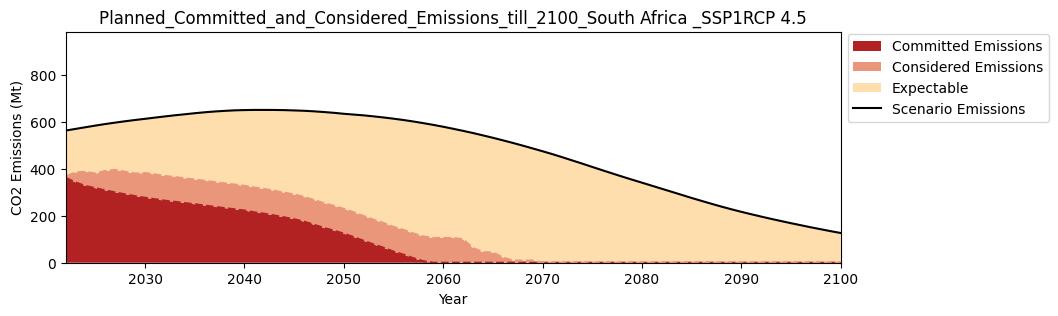 Planned_Committed_and_Considered_Emissions_till_2100_South Africa _SSP1RCP 4.5
CO2 Emissions (Mt)
800
600
400
200
0
2030 2040 2050 2060 2070 2080 2090 2100
Year
Committed Emissions
Considered Emissions
Expectable
Scenario Emissions